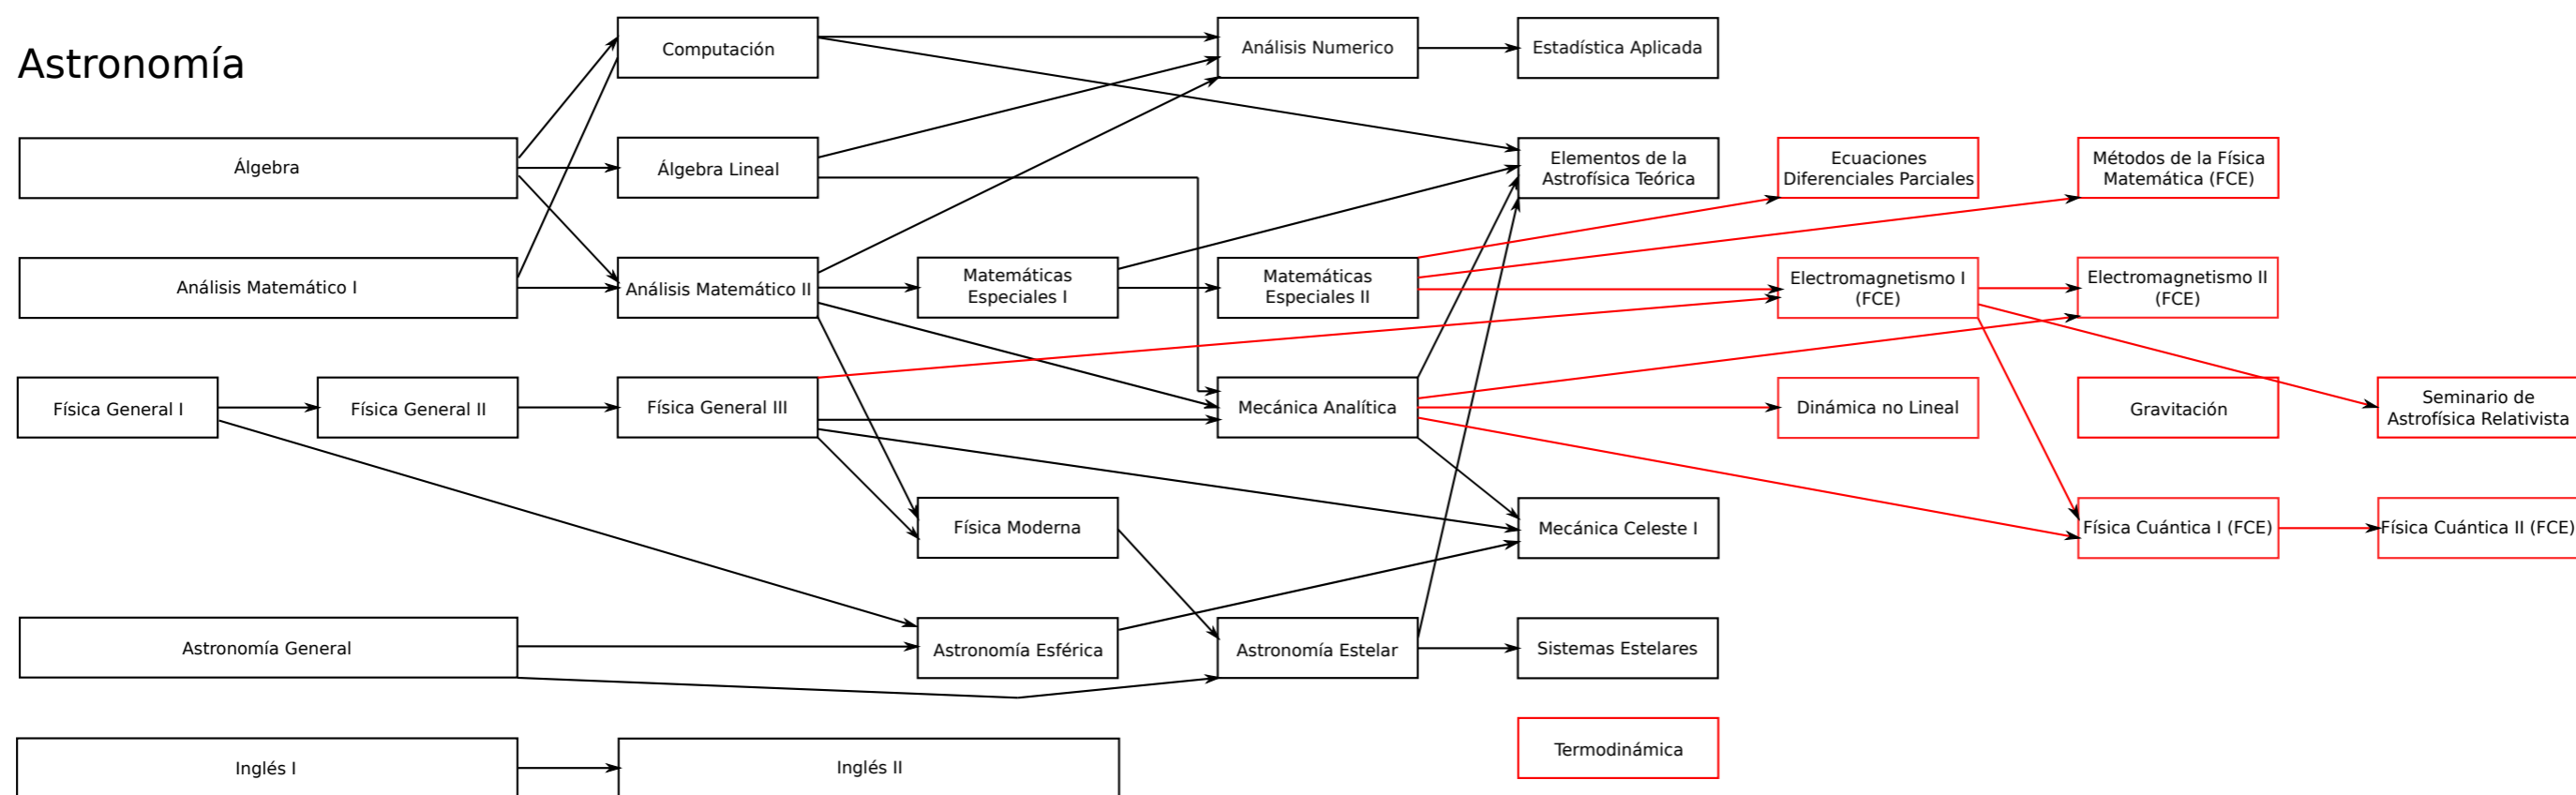 Astronomía
Computación
Análisis Numerico
Estadística Aplicada
Álgebra
Álgebra Lineal
Elementos de la
Astrofísica Teórica
Ecuaciones
Diferenciales Parciales
Métodos de la Física
Matemática (FCE)
Análisis Matemático I
Análisis Matemático II
Matemáticas
Especiales I
Matemáticas
Especiales II
Electromagnetismo I
(FCE)
Electromagnetismo II
(FCE)
Física General I
Física General II
Física General III
Mecánica Analítica
Dinámica no Lineal
Gravitación
Seminario de
Astrofísica Relativista
Física Moderna
Mecánica Celeste I
Física Cuántica I (FCE)
Física Cuántica II (FCE)
Astronomía General
Astronomía Esférica
Astronomía Estelar
Sistemas Estelares
Termodinámica
Inglés I
Inglés II